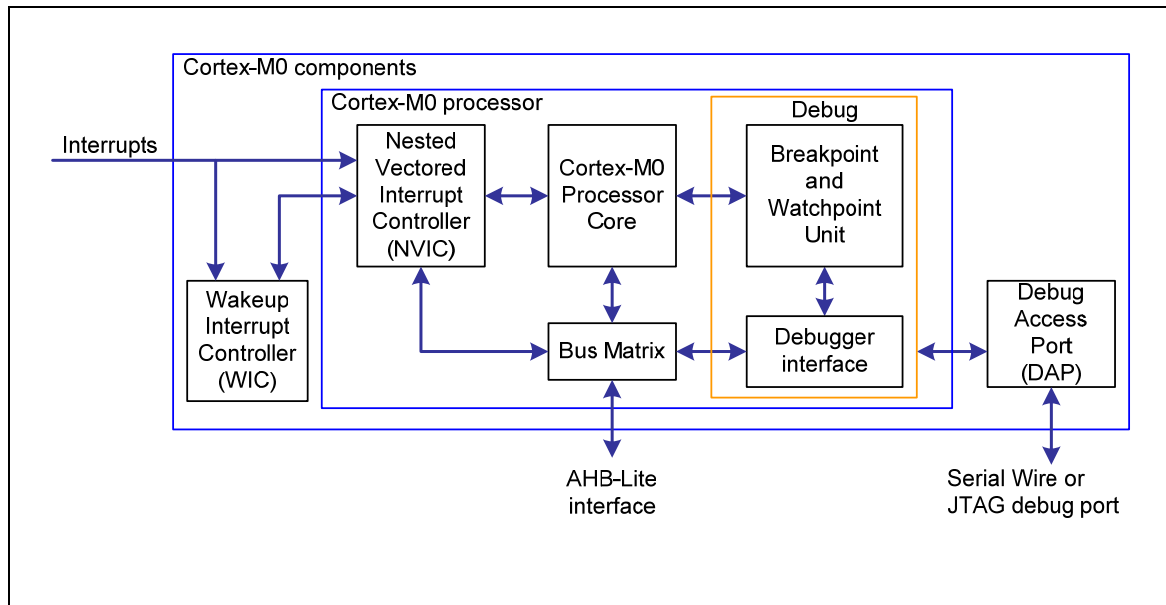 Cortex-M0 components
Cortex-M0 processor
Debug
Interrupts
Nested
Vectored
Interrupt
Controller
(NVIC)
Cortex-M0
Processor
Core
Breakpoint
and
Watchpoint
Unit
Wakeup
Interrupt
Controller
(WIC)
Bus Matrix
Debugger
interface
Debug
Access
Port
(DAP)
AHB-Lite
interface
Serial Wire or
JTAG debug port